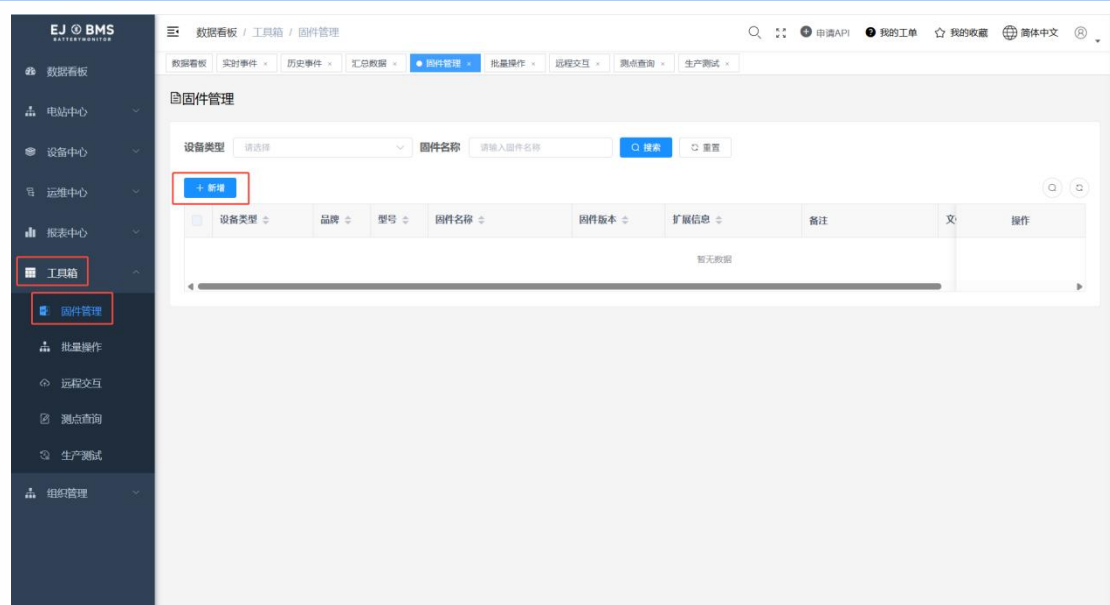 EJ BMS
BATTERYMONITOR
数据看板 / 工具箱 / 固件管理
申请API
我的工单
我的收藏
简体中文
数据看板
实时事件 ×
历史事件 ×
汇总数据 ×
固件管理 ×
批量操作 ×
远程交互 ×
测点查询 ×
生产测试 ×
数据看板
电站中心
设备中心
运维中心
报表中心
工具箱
固件管理
批量操作
远程交互
测点查询
生产测试
组织管理
固件管理
设备类型 请选择 固件名称 请输入固件名称 搜索 重置
+ 新增
设备类型 品牌 型号 固件名称 固件版本 扩展信息 备注 文 操作
暂无数据